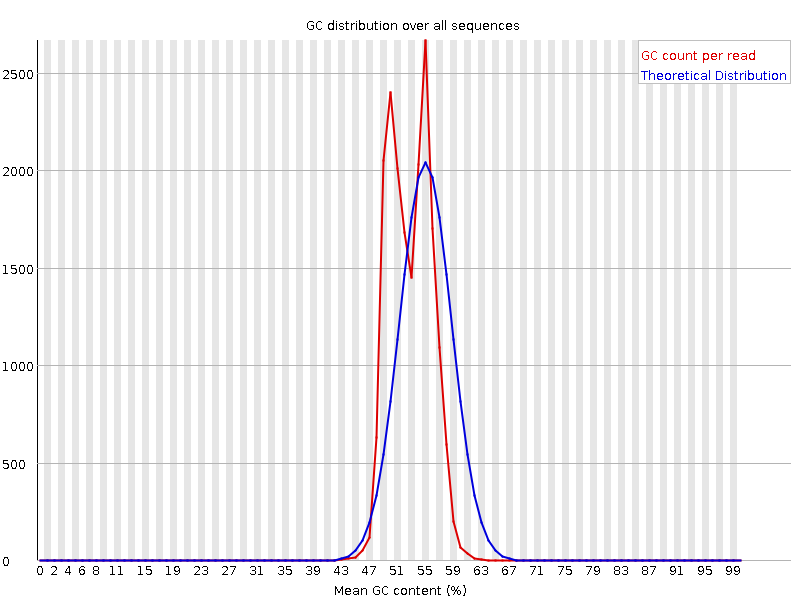 GC distribution over all sequences
GC count per read
Theoretical Distribution
2500
2000
1500
1000
500
0
0 2 4 6 8 11 15 19 23 27 31 35 39 43 47 51 55 59 63 67 71 75 79 83 87 91 95 99
Mean GC content (%)